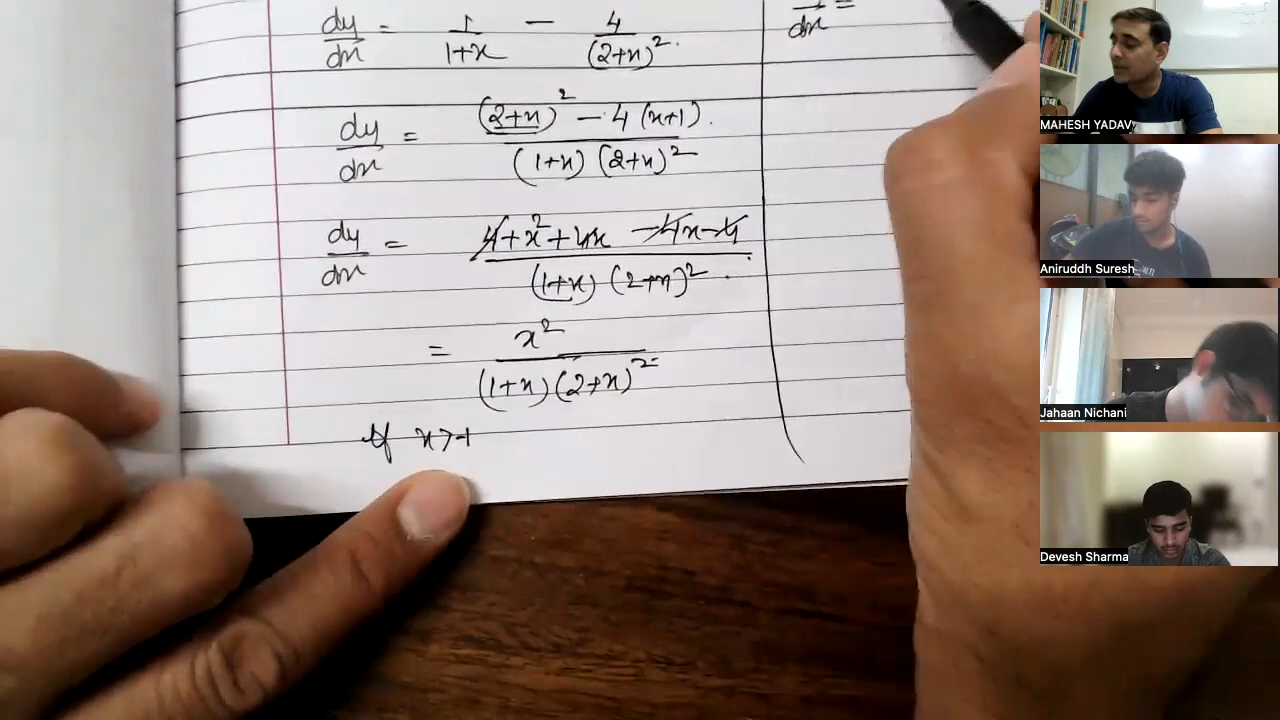 dy/dx = 1/(1+x) - 4/(2+x)².
dy/dx = ((2+x)² - 4(x+1).)/((1+x)(2+x)²)
dy/dx = (4+x²+4x - 4x - 4)/((1+x)(2+x)²).
= x²/((1+x)(2+x)²)
If x>-1
dx =
MAHESH YADAV
Aniruddh Suresh
Jahaan Nichani
Devesh Sharma